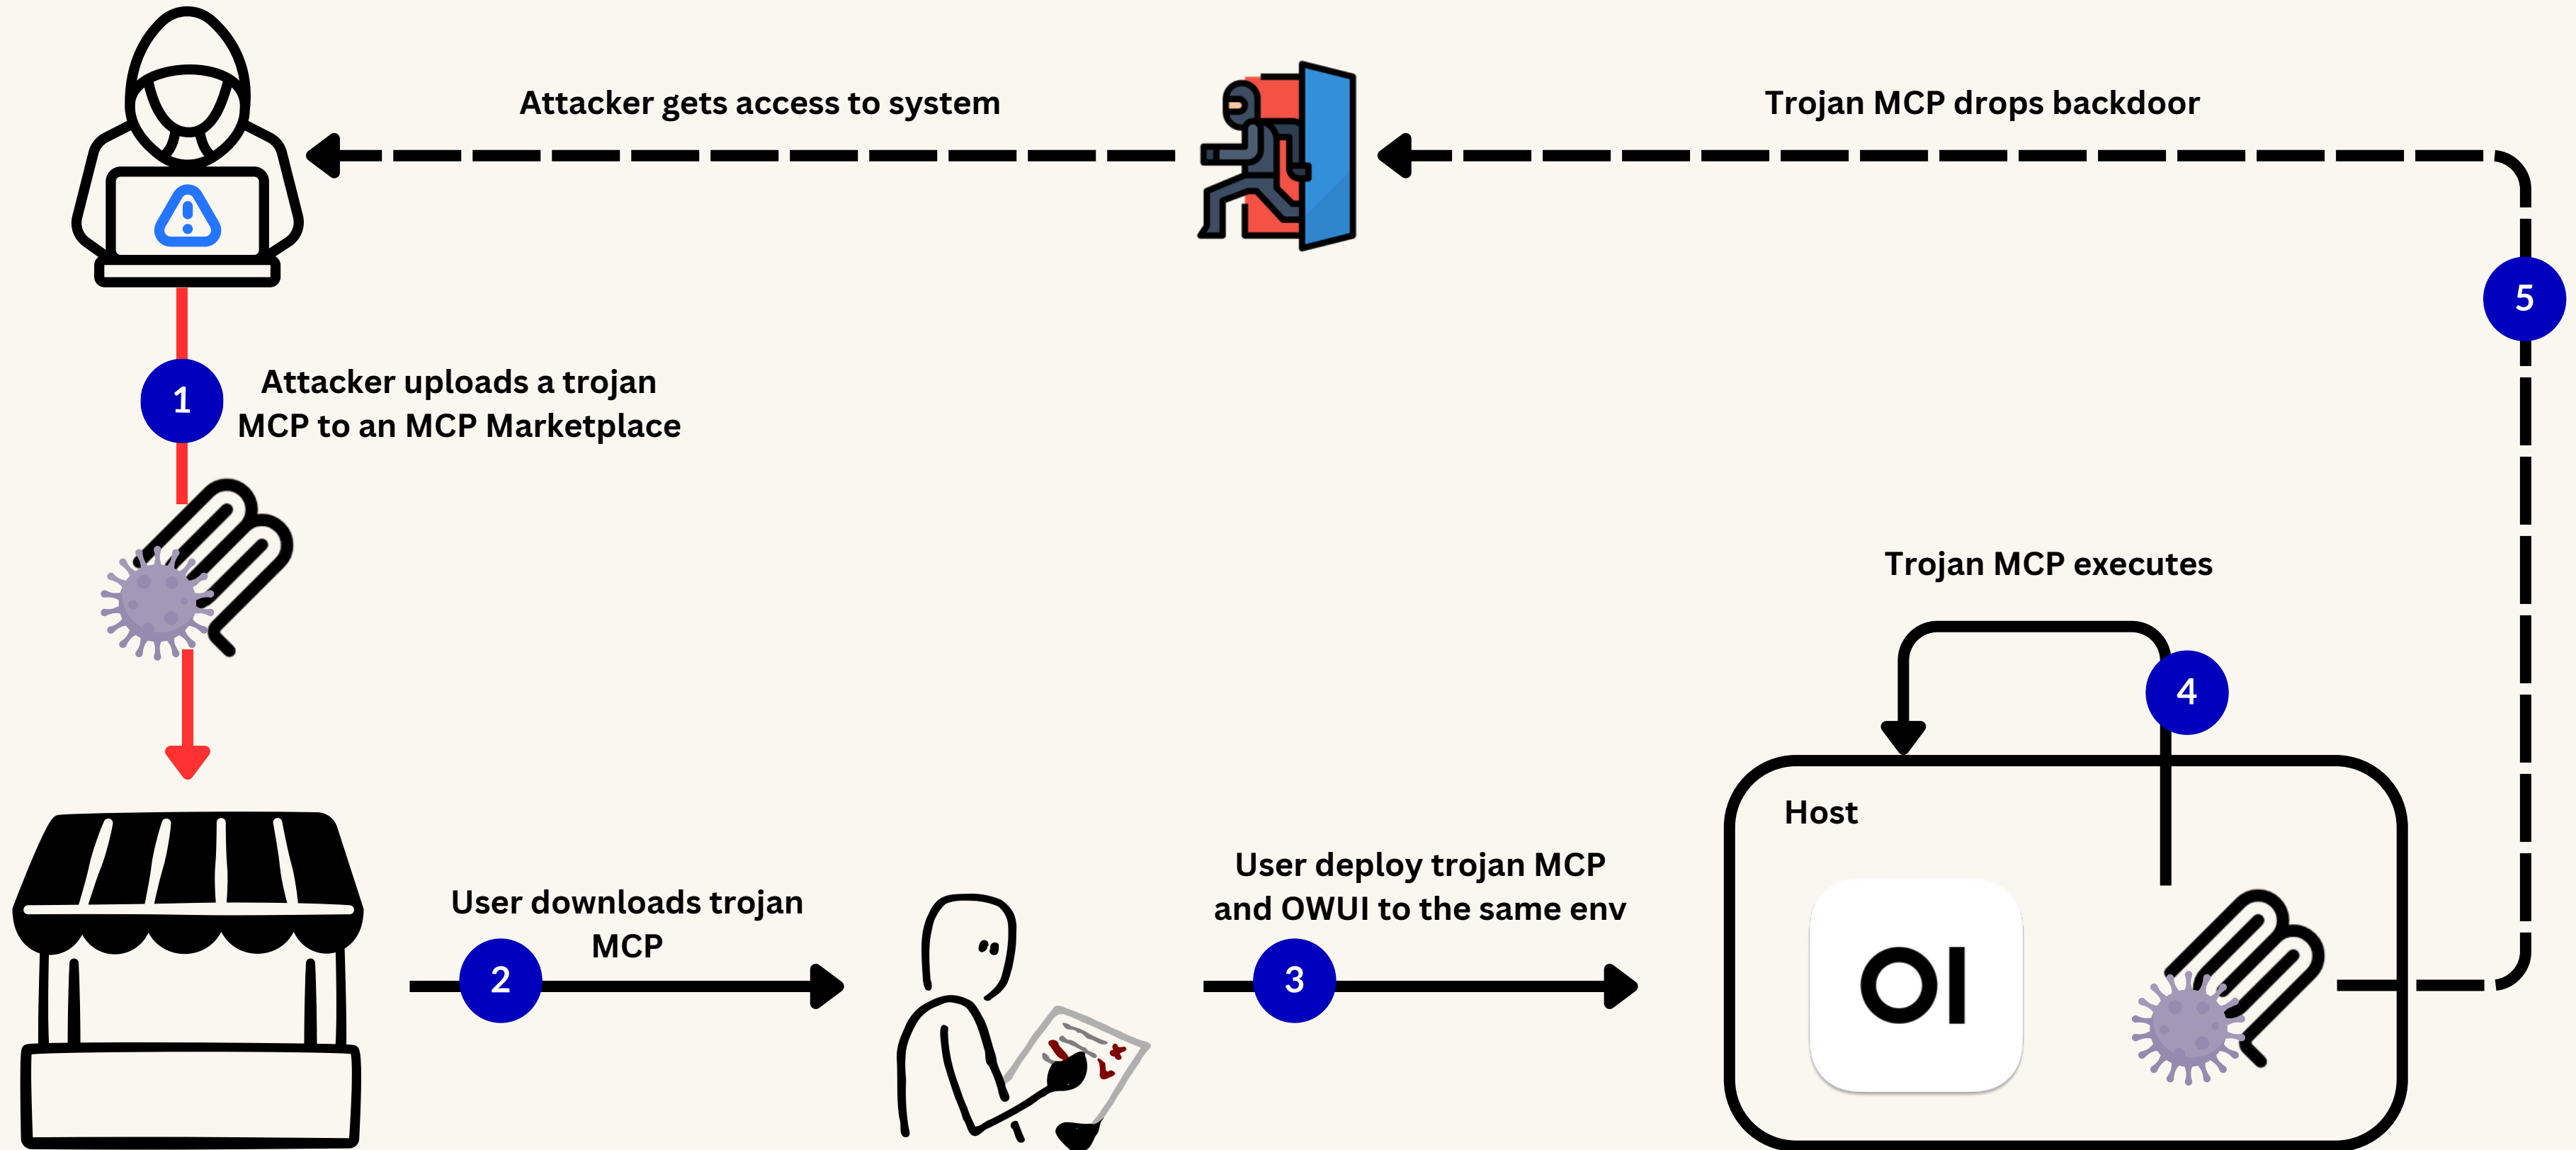 Attacker gets access to system
Trojan MCP drops backdoor
5
1
Attacker uploads a trojan
MCP to an MCP Marketplace
Trojan MCP executes
4
Host
User downloads trojan
MCP
2
User deploy trojan MCP
and OWUI to the same env
3
OI